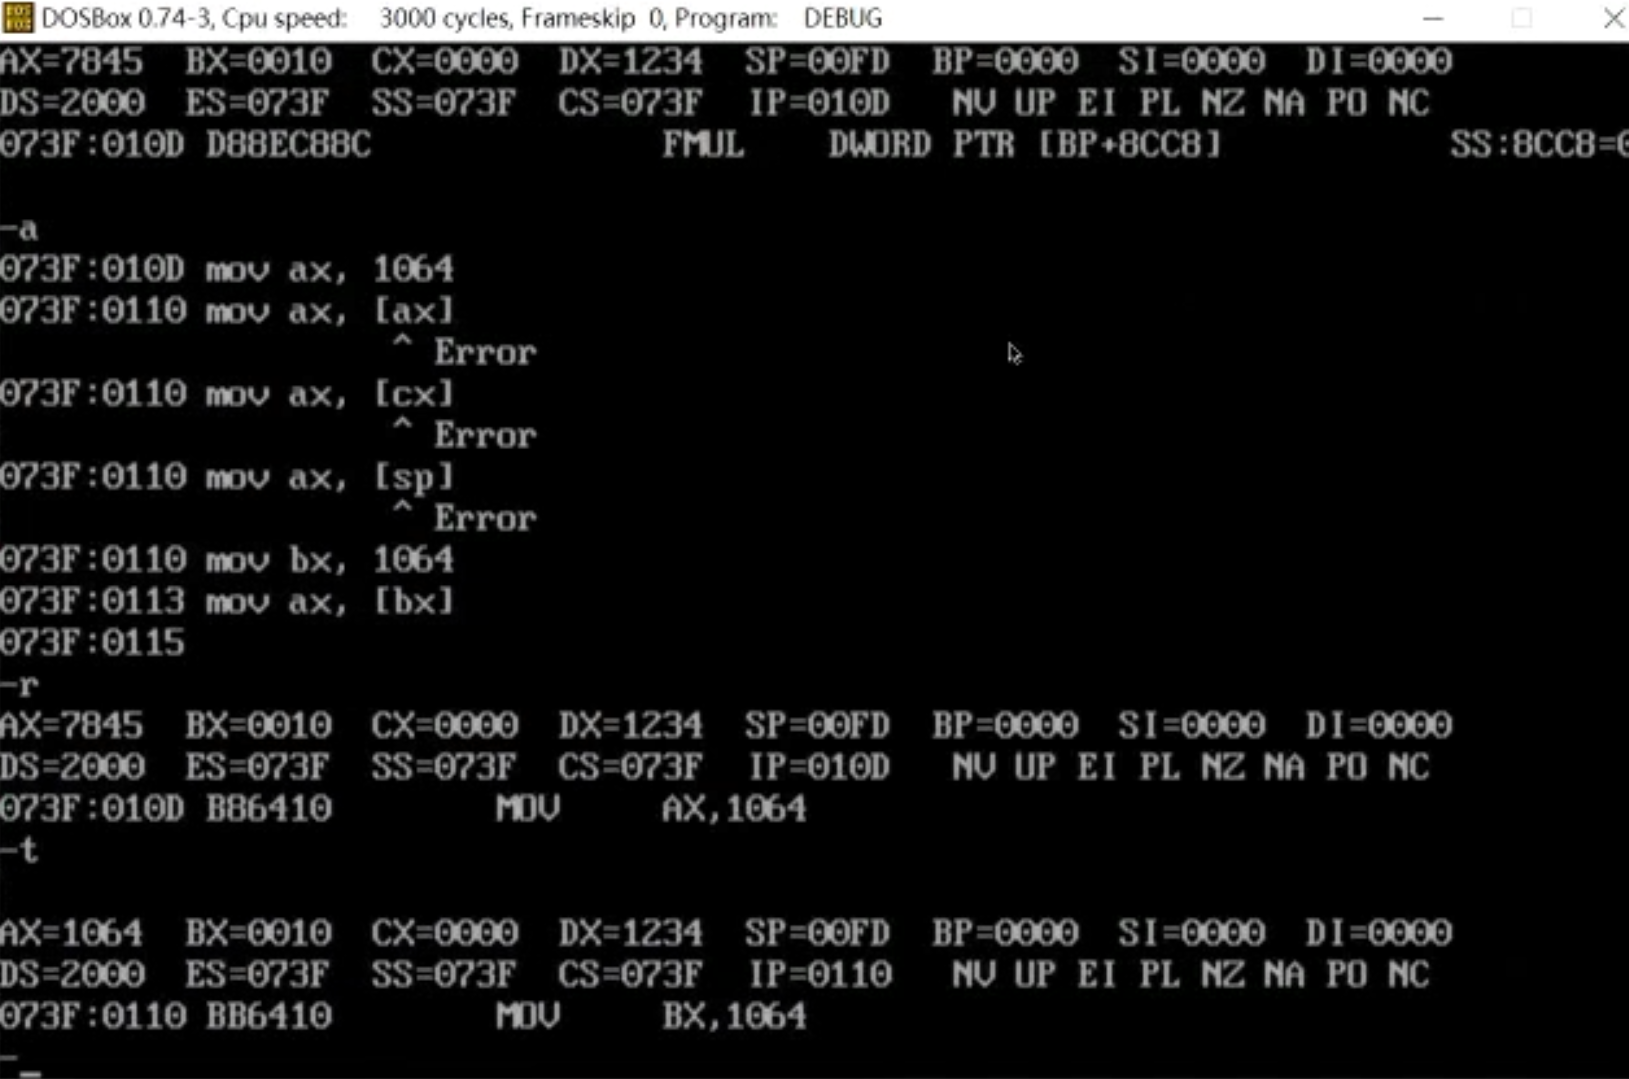 DOSBox 0.74-3, Cpu speed: 3000 cycles, Frameskip 0, Program: DEBUG
AX=7845 BX=0010 CX=0000 DX=1234 SP=00FD BP=0000 SI=0000 DI=0000
DS=2000 ES=073F SS=073F CS=073F IP=010D NV UP EI PL NZ NA PO NC
073F:010D D88EC88C FMUL DWORD PTR [BP+8CC8] SS:8CC8=0
-a
073F:010D mov ax, 1064
073F:0110 mov ax, [ax]
^ Error
073F:0110 mov ax, [cx]
^ Error
073F:0110 mov ax, [sp]
^ Error
073F:0110 mov bx, 1064
073F:0113 mov ax, [bx]
073F:0115
-r
AX=7845 BX=0010 CX=0000 DX=1234 SP=00FD BP=0000 SI=0000 DI=0000
DS=2000 ES=073F SS=073F CS=073F IP=010D NV UP EI PL NZ NA PO NC
073F:010D B86410 MOV AX,1064
-t
AX=1064 BX=0010 CX=0000 DX=1234 SP=00FD BP=0000 SI=0000 DI=0000
DS=2000 ES=073F SS=073F CS=073F IP=0110 NV UP EI PL NZ NA PO NC
073F:0110 BB6410 MOV BX,1064
-_